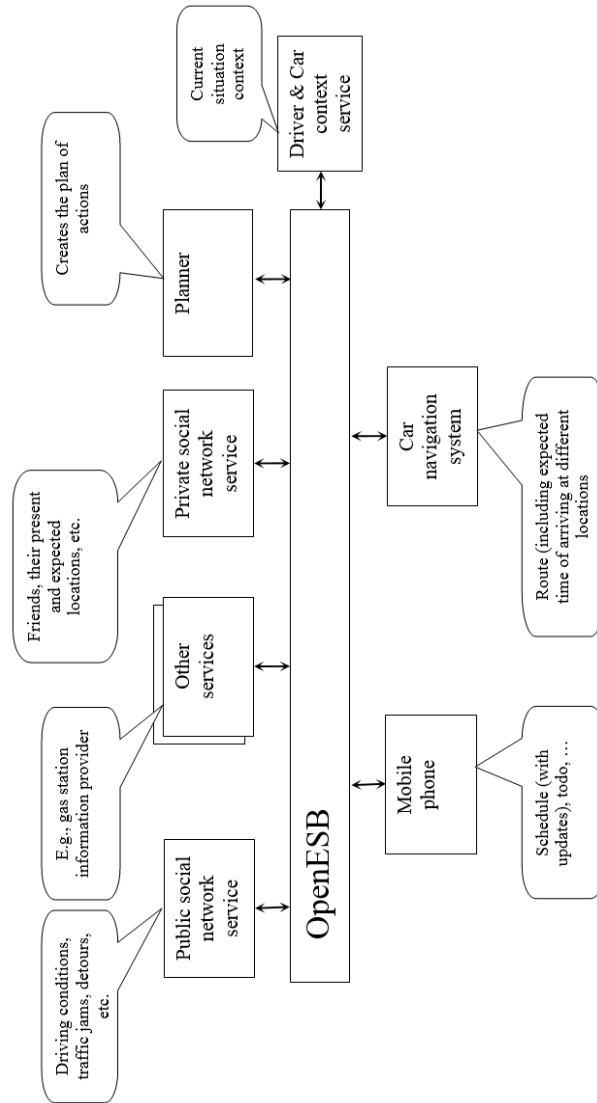 Driving conditions,
traffic jams, detours,
etc.
E.g., gas station
information provider
Friends, their present
and expected
locations, etc.
Creates the plan of
actions
Current
situation
context
Public social
network
service
Other
services
Private social
network
service
Planner
Driver & Car
context
service
OpenESB
Mobile
phone
Car
navigation
system
Schedule (with
updates), todo, …
Route (including expected
time of arriving at different
locations